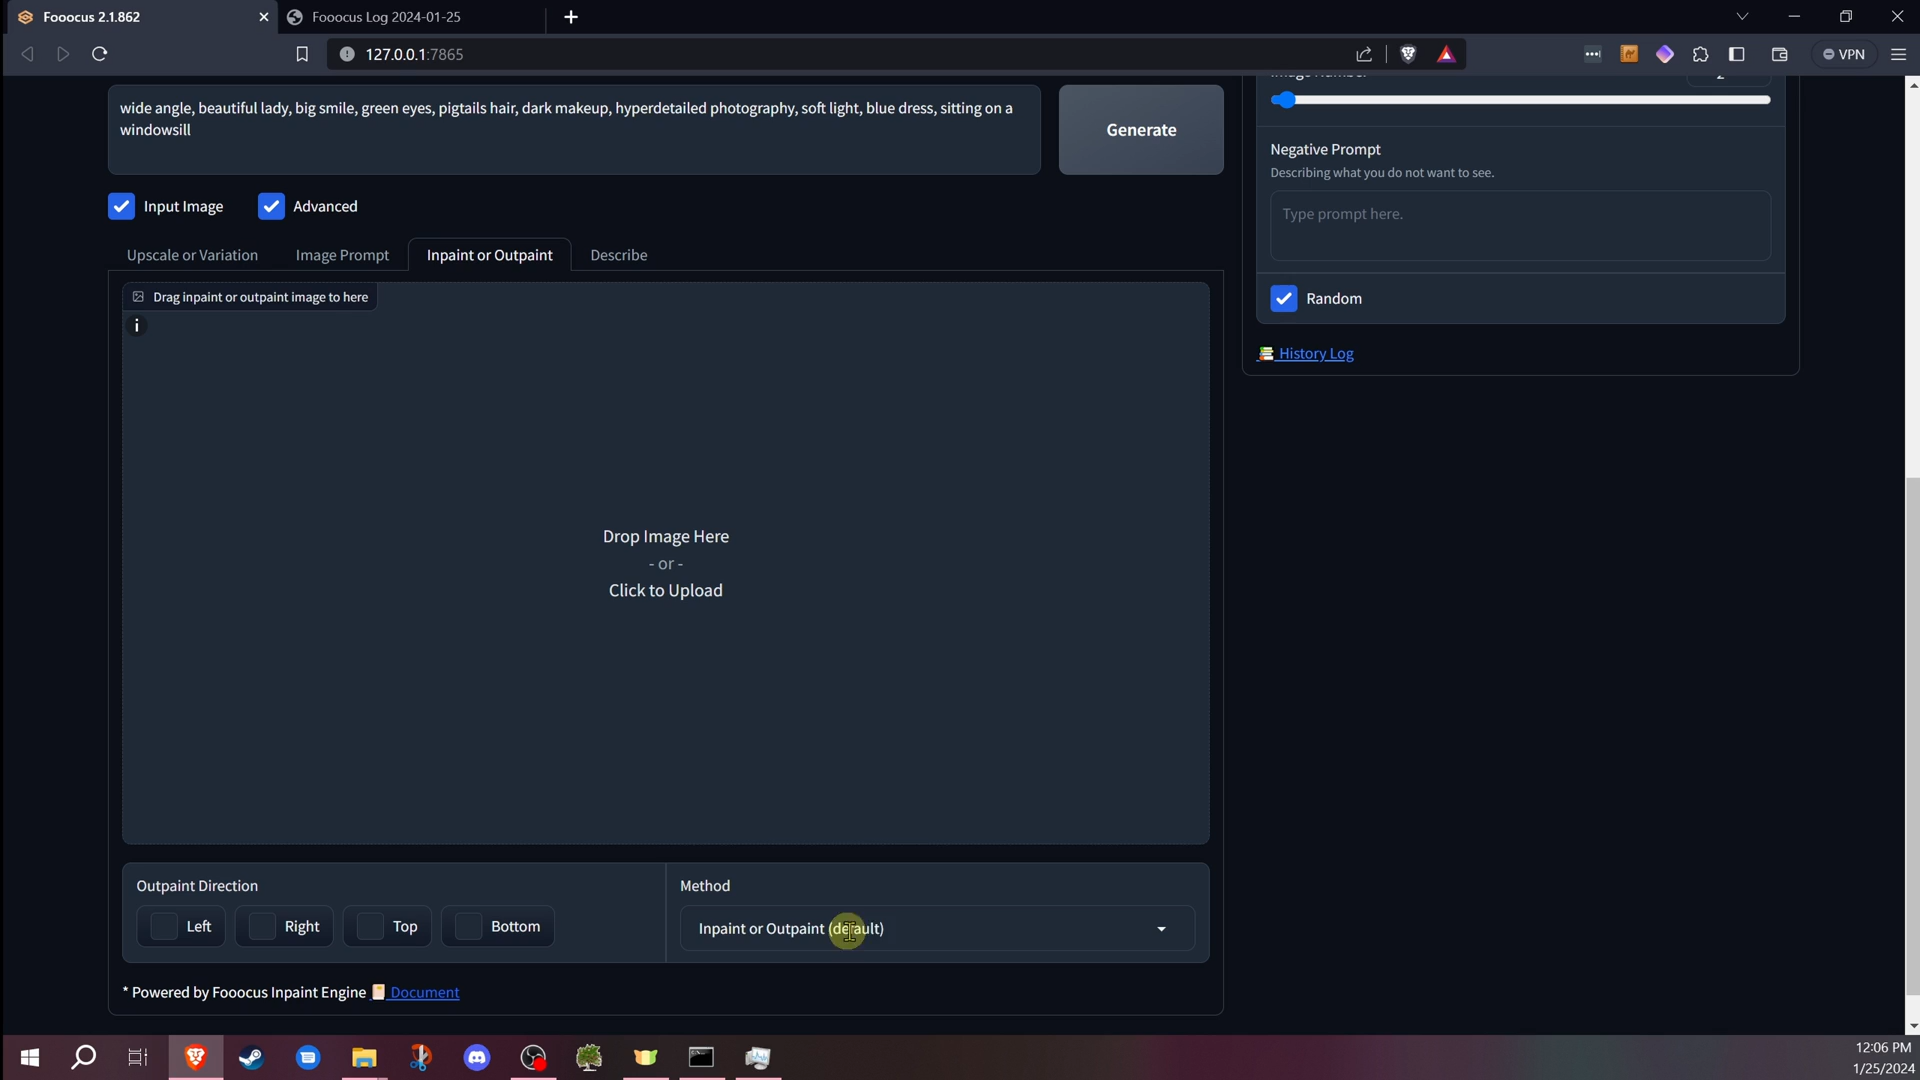 Fooocus 2.1.862
Fooocus Log 2024-01-25
127.0.0.1:7865
VPN
Image Number
2
wide angle, beautiful lady, big smile, green eyes, pigtails hair, dark makeup, hyperdetailed photography, soft light, blue dress, sitting on a
windowsill
Generate
Negative Prompt
Describing what you do not want to see.
Type prompt here.
Input Image
Advanced
Upscale or Variation
Image Prompt
Inpaint or Outpaint
Describe
Drag inpaint or outpaint image to here
i
Random
History Log
Drop Image Here
- or -
Click to Upload
Outpaint Direction
Left
Right
Top
Bottom
Method
Inpaint or Outpaint (default)
* Powered by Fooocus Inpaint Engine Document
12:06 PM
1/25/2024